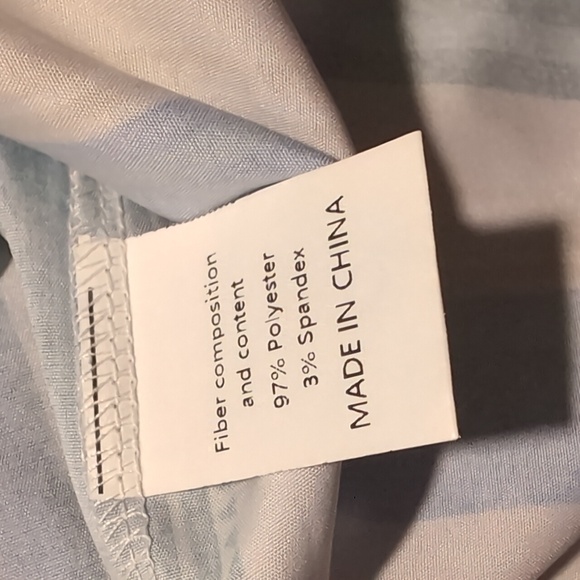 Fiber composition
and content
97% Polyester
3% Spandex
MADE IN CHINA